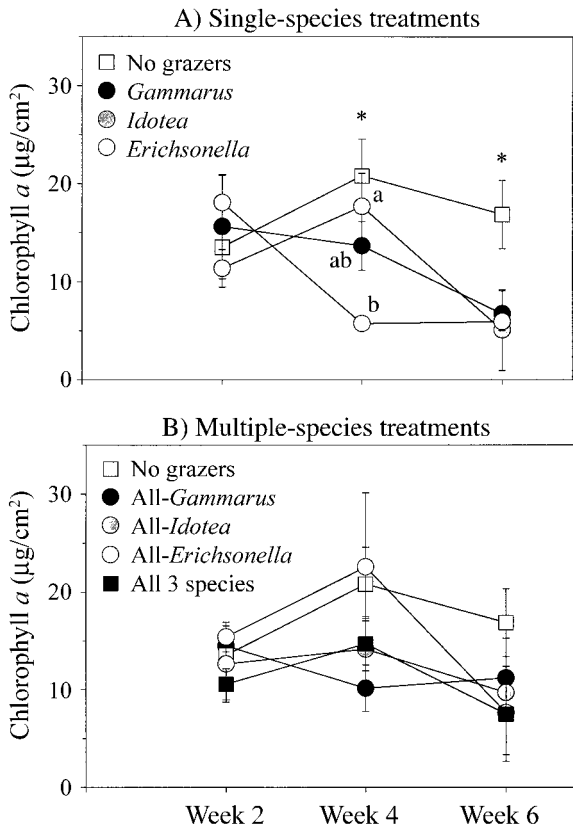 A) Single-species treatments
Chlorophyll a (µg/cm²)
30
20
10
0
No grazers
Gammarus
Idotea
Erichsonella
*
*
a
ab
b
B) Multiple-species treatments
Chlorophyll a (µg/cm²)
30
20
10
0
No grazers
All-Gammarus
All-Idotea
All-Erichsonella
All 3 species
Week 2 Week 4 Week 6